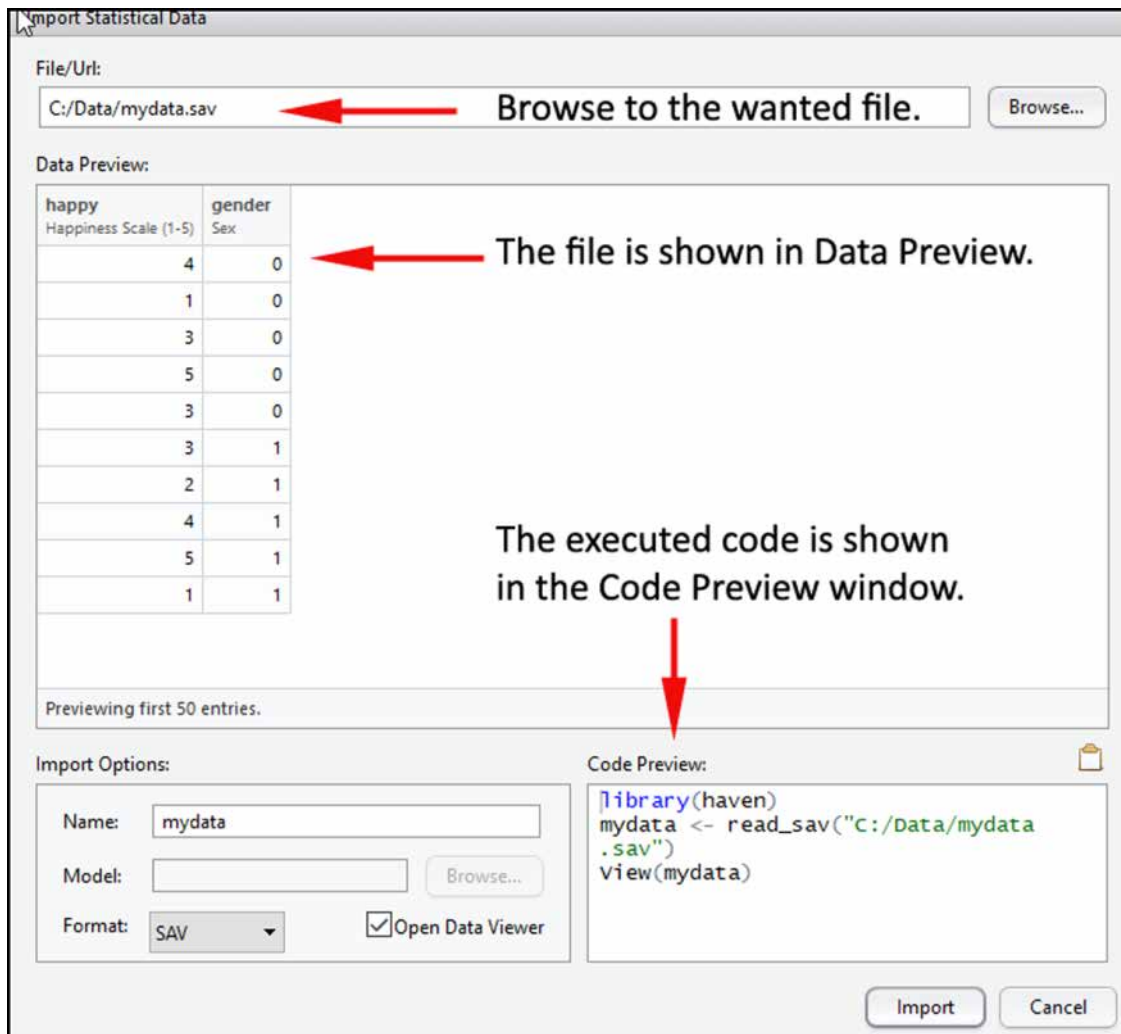 Import Statistical Data
File/Url:
C:/Data/mydata.sav
Browse to the wanted file.
Browse...
Data Preview:
happy gender
Happiness Scale (1-5) Sex
The file is shown in Data Preview.
4 0
1 0
3 0
5 0
3 0
3 1
2 1
4 1
5 1
1 1
The executed code is shown
in the Code Preview window.
Previewing first 50 entries.
Import Options:
Name: mydata
Model: Browse...
Format: SAV Open Data Viewer
Code Preview:
library(haven)
mydata <- read_sav("C:/Data/mydata
.sav")
View(mydata)
Import Cancel